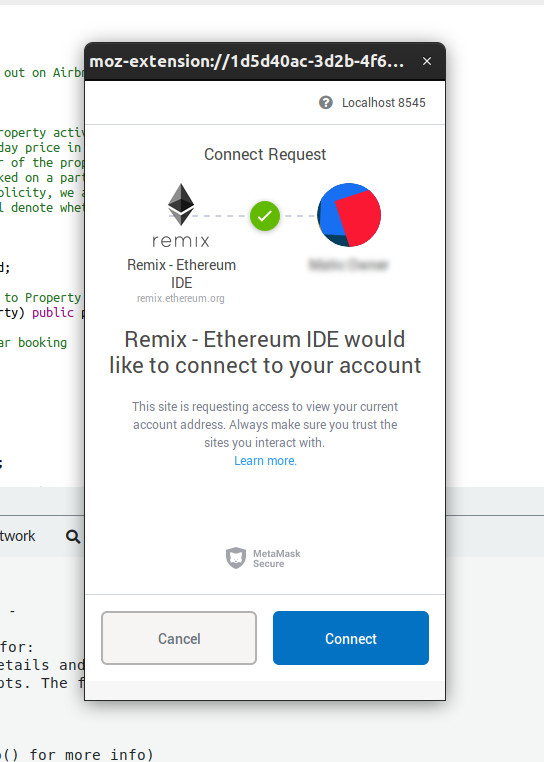 out on Airbn
moz-extension://1d5d40ac-3d2b-4f6...
×
? Localhost 8545
Connect Request
roperty activ
day price in
r of the prop
ked on a part
plicity, we a
l denote whet
remix
Remix - Ethereum
IDE
remix.ethereum.org
d;
to Property
rty) public p
ar booking
Remix - Ethereum IDE would
like to connect to your account
This site is requesting access to view your current
account address. Always make sure you trust the
sites you interact with.
Learn more.
;
twork
MetaMask
Secure
-
for:
etails and
pts. The f
Cancel
Connect
() for more info)